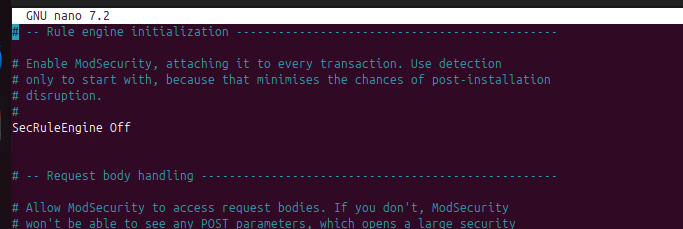 GNU nano 7.2
# -- Rule engine initialization ----------------------------------------------
# Enable ModSecurity, attaching it to every transaction. Use detection
# only to start with, because that minimises the chances of post-installation
# disruption.
#
SecRuleEngine Off
# -- Request body handling ---------------------------------------------------
# Allow ModSecurity to access request bodies. If you don't, ModSecurity
# won't be able to see any POST parameters, which opens a large security